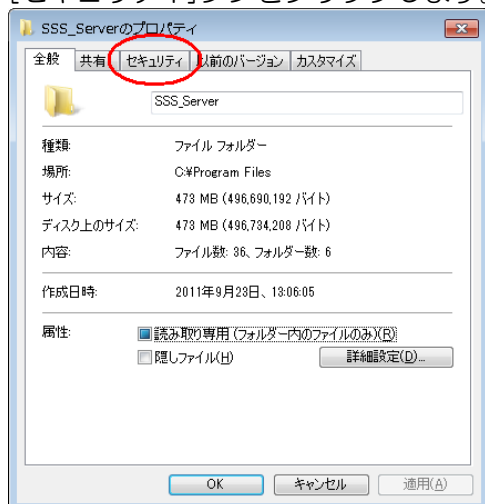 SSS_Serverのプロパティ
全般 共有 セキュリティ 以前のバージョン カスタマイズ
SSS_Server
種類: ファイル フォルダー
場所: C:¥Program Files
サイズ: 473 MB (496,690,192 バイト)
ディスク上のサイズ: 473 MB (496,734,208 バイト)
内容: ファイル数: 36、フォルダー数: 6
作成日時: 2011年9月23日、13:06:05
属性: 読み取り専用 (フォルダー内のファイルのみ)(R)
隠しファイル(H) 詳細設定(D)...
OK キャンセル 適用(A)